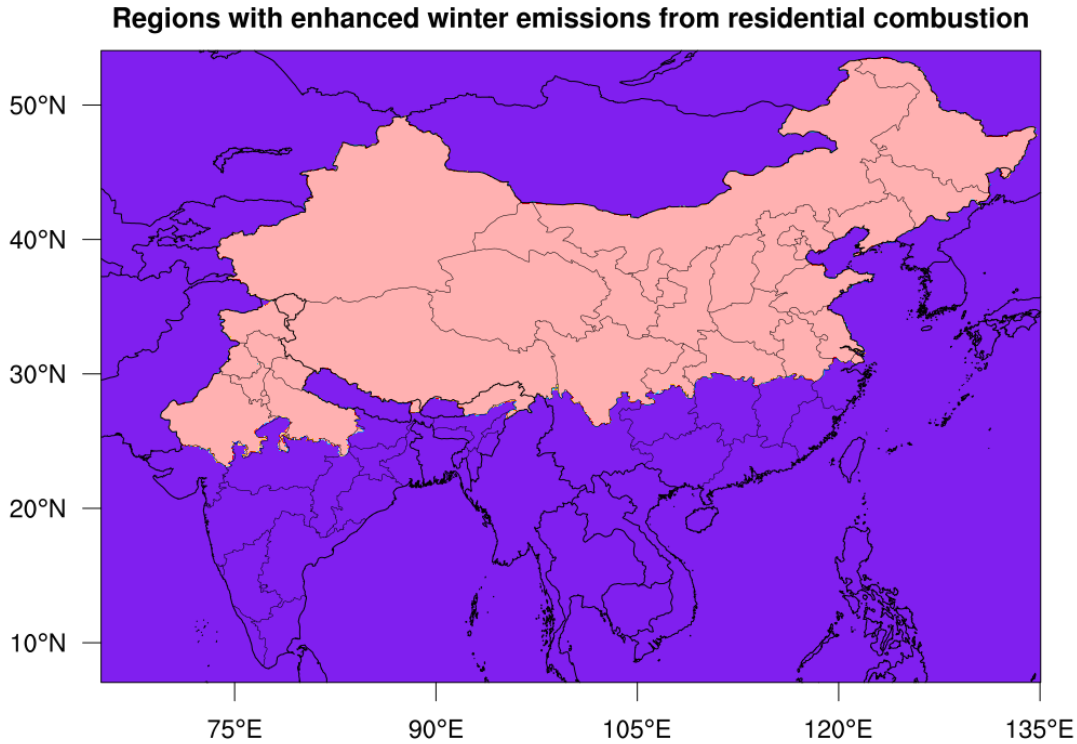 Regions with enhanced winter emissions from residential combustion
50°N
40°N
30°N
20°N
10°N
75°E 90°E 105°E 120°E 135°E